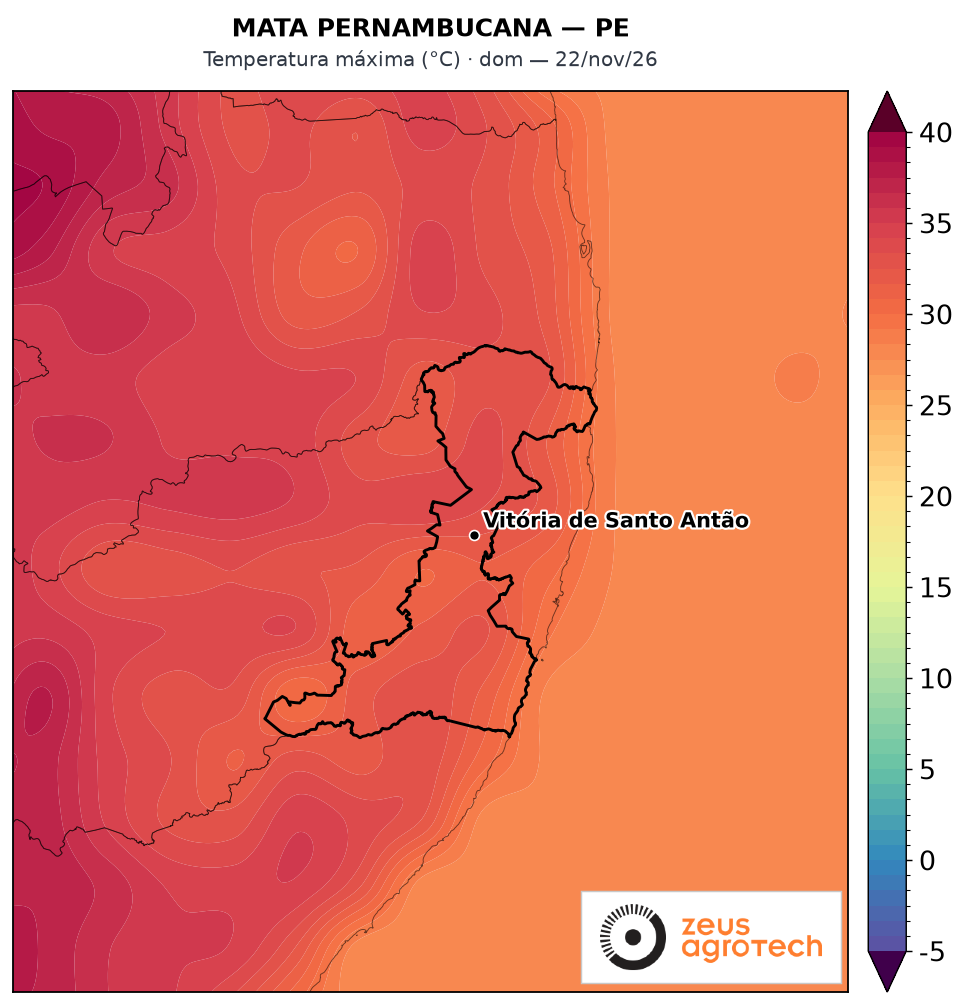 MATA PERNAMBUCANA — PE
Temperatura máxima (°C) · dom — 22/nov/26
40
35
30
25
20
15
10
5
0
-5
Vitória de Santo Antão
zeus
agrotech